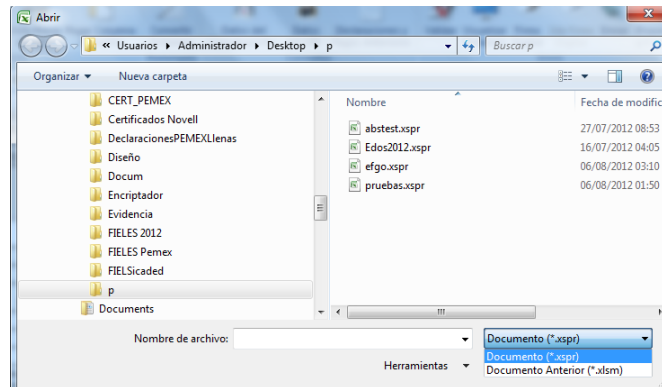 Abrir
« Usuarios ▸ Administrador ▸ Desktop ▸ p
Buscar p
Organizar ▾ Nueva carpeta
CERT_PEMEX
Certificados Novell
DeclaracionesPEMEXLlenas
Diseño
Docum
Encriptador
Evidencia
FIELES 2012
FIELES Pemex
FIELSicaded
p
Documents
Nombre Fecha de modific
abstest.xspr 27/07/2012 08:53
Edos2012.xspr 16/07/2012 04:05
efgo.xspr 06/08/2012 03:10
pruebas.xspr 06/08/2012 01:50
Nombre de archivo: Documento (*.xspr)
Documento (*.xspr)
Herramientas ▾ Documento Anterior (*.xlsm)